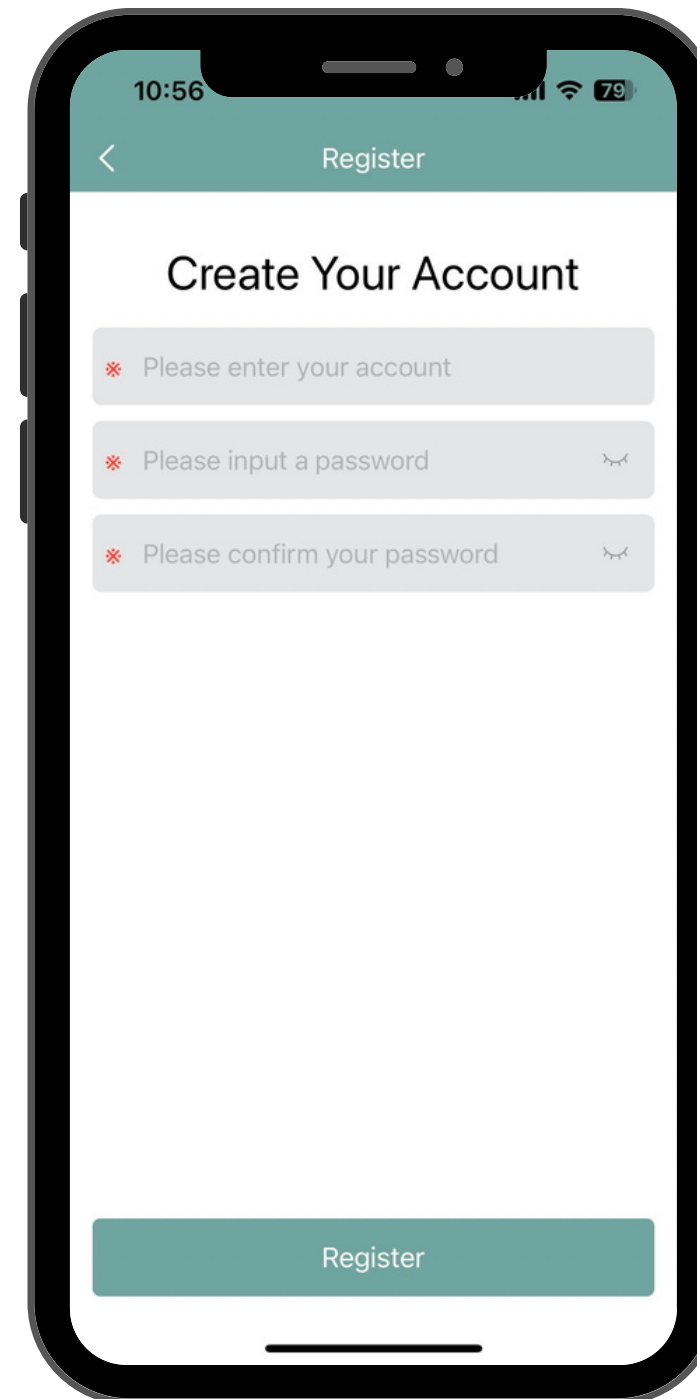 10:56
79
Register
Create Your Account
※ Please enter your account
※ Please input a password
※ Please confirm your password
Register